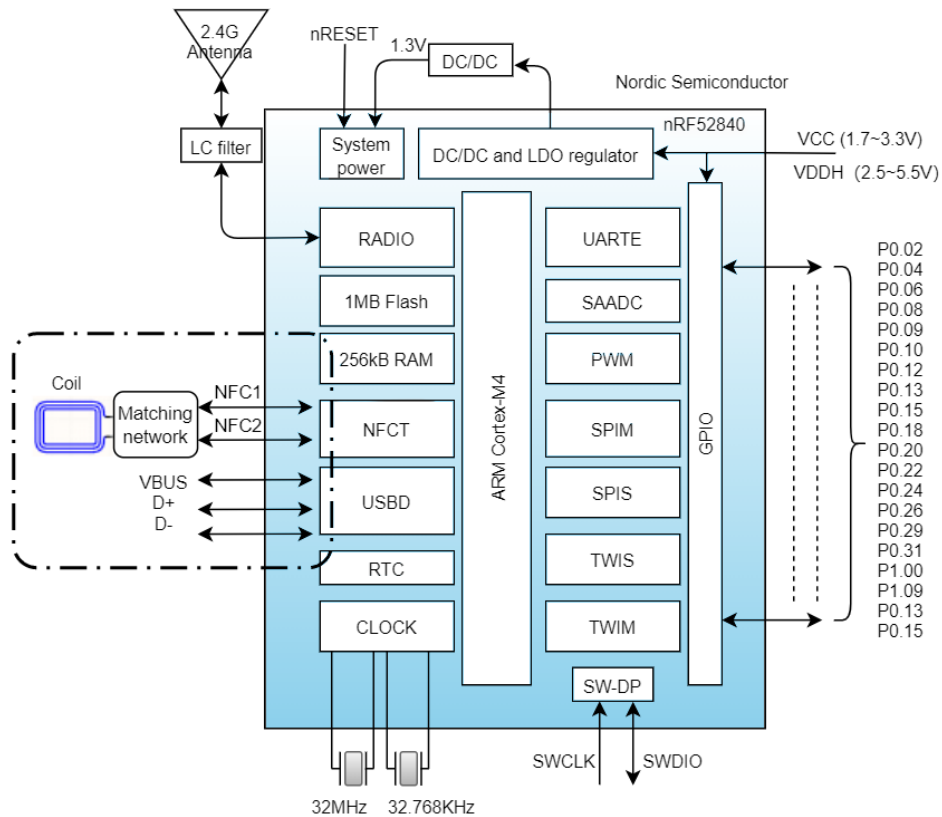 2.4G
Antenna
nRESET
1.3V
DC/DC
Nordic Semiconductor
nRF52840
LC filter
System
power
DC/DC and LDO regulator
VCC (1.7~3.3V)
VDDH (2.5~5.5V)
RADIO
1MB Flash
256kB RAM
NFCT
USBD
RTC
CLOCK
ARM Cortex-M4
UARTE
SAADC
PWM
SPIM
SPIS
TWIS
TWIM
SW-DP
GPIO
Coil
Matching
network
NFC1
NFC2
VBUS
D+
D-
P0.02
P0.04
P0.06
P0.08
P0.09
P0.10
P0.12
P0.13
P0.15
P0.18
P0.20
P0.22
P0.24
P0.26
P0.29
P0.31
P1.00
P1.09
P0.13
P0.15
SWCLK
SWDIO
32MHz
32.768KHz